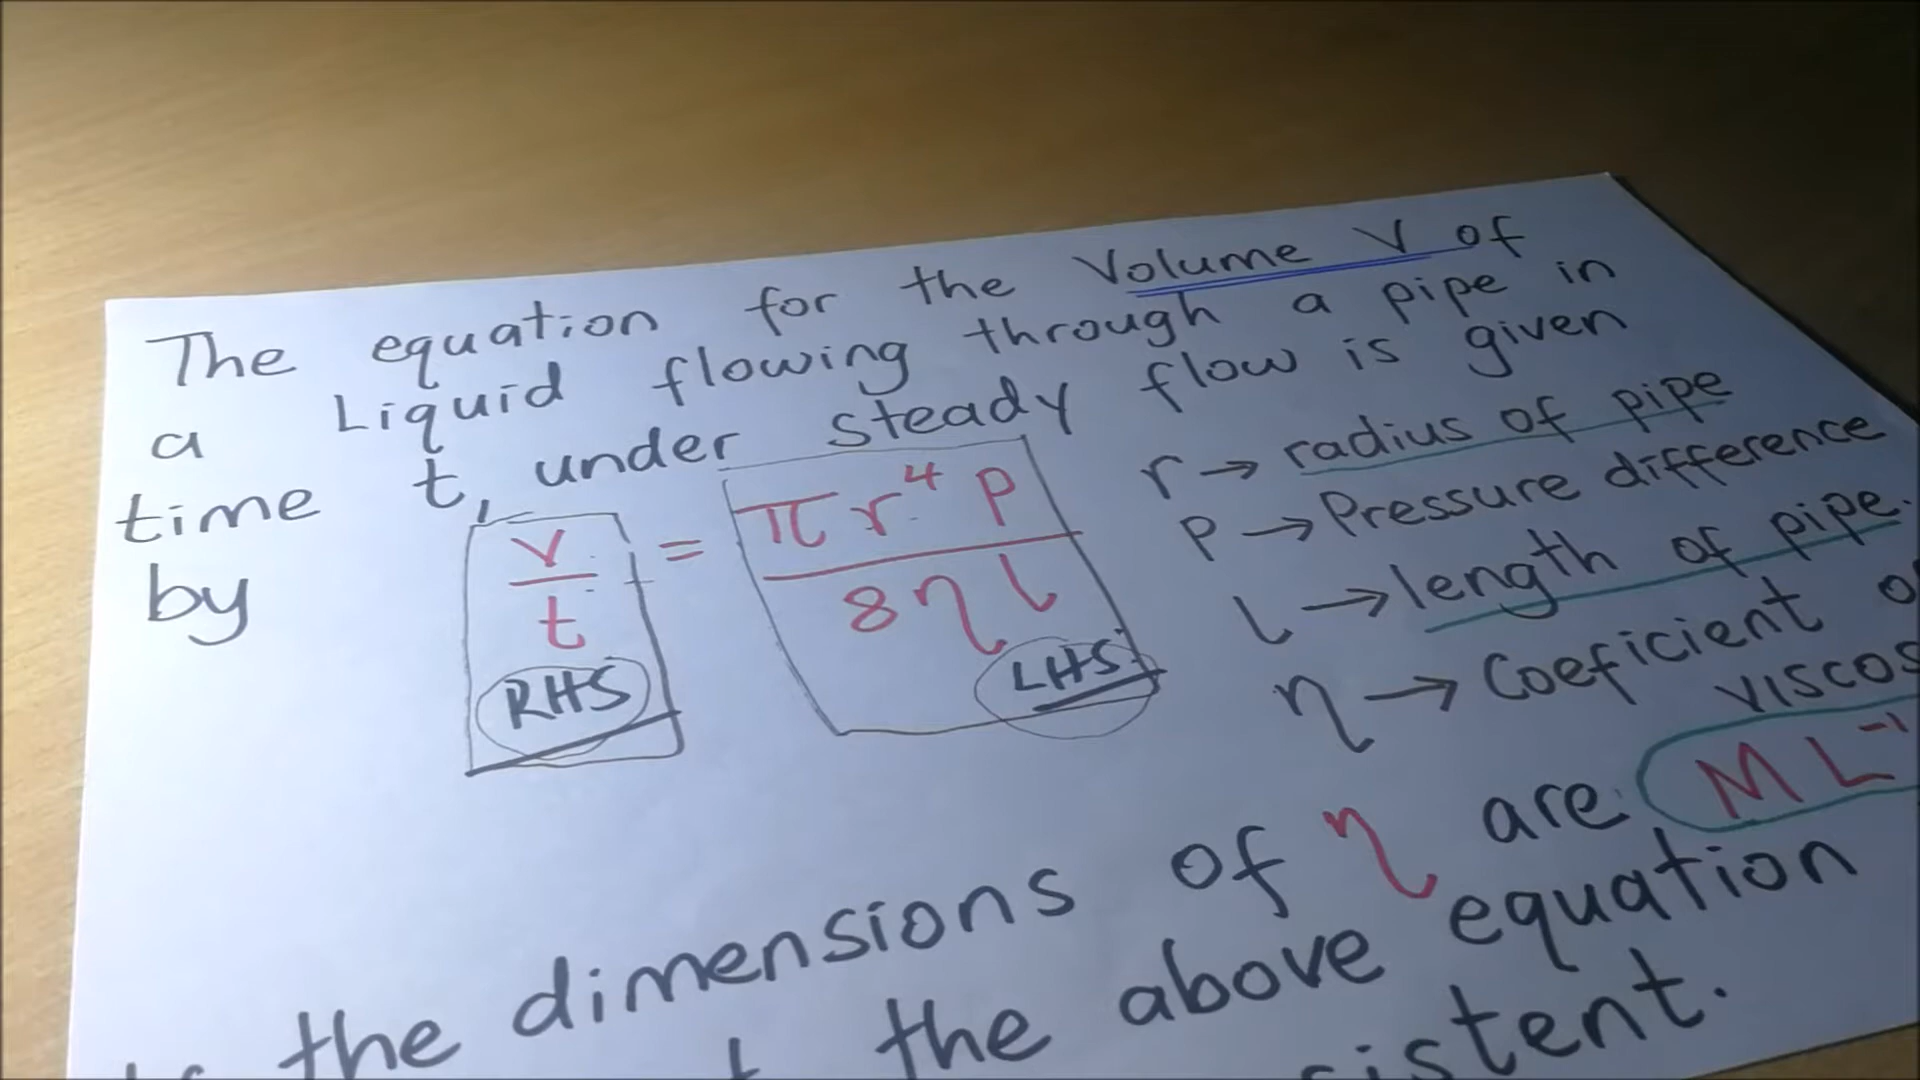 The equation for the Volume V of
a Liquid flowing through a pipe in
time t, under steady flow is given
by
V/t = πr⁴p/8ηl
RHS
LHS
r → radius of pipe
p → Pressure difference
l → length of pipe.
η → Coeficient
the dimensions of η are ML⁻¹
the above equation